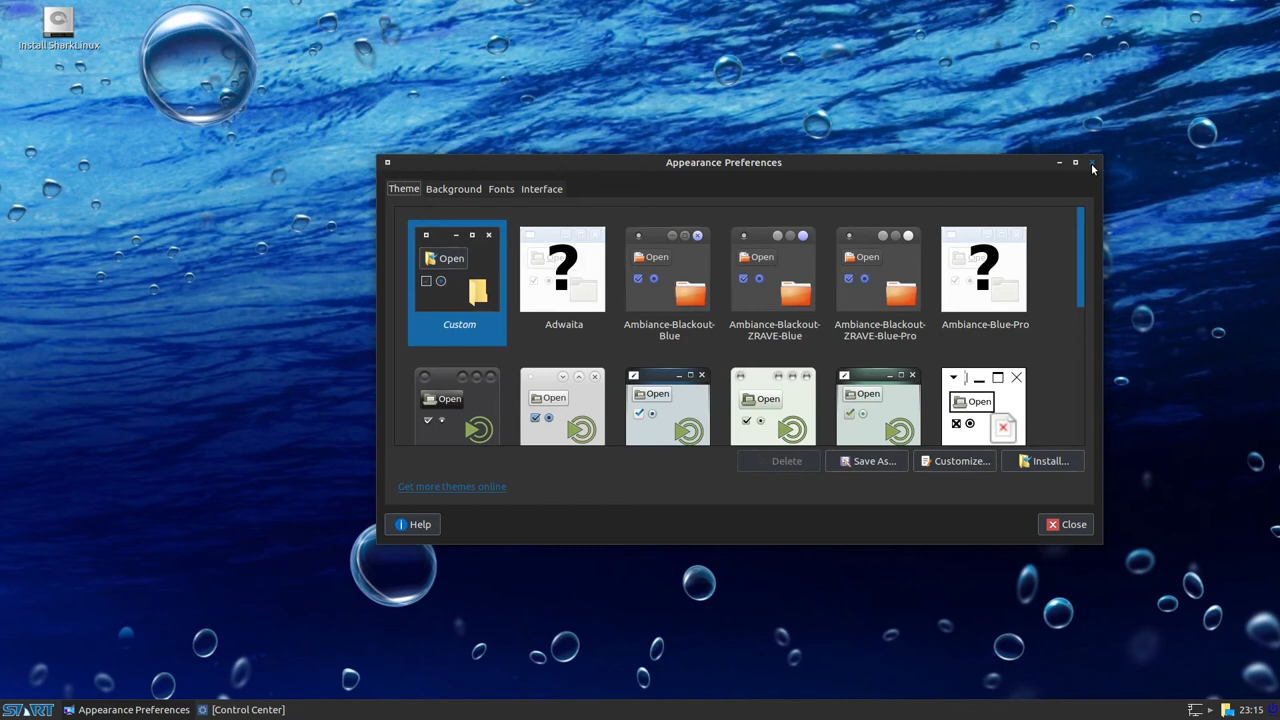 Install SharkLinux
Appearance Preferences
Theme Background Fonts Interface
Open
Custom
Open
?
Adwaita
Open
Ambiance-Blackout-
Blue
Open
Ambiance-Blackout-
ZRAVE-Blue
Open
Ambiance-Blackout-
ZRAVE-Blue-Pro
Open
?
Ambiance-Blue-Pro
Open
Open
Open
Open
Open
Open
Delete Save As... Customize... Install...
Get more themes online
Help Close
START Appearance Preferences [Control Center] 23:15